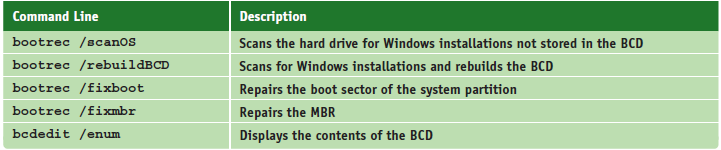 Command Line Description
bootrec /scanOS Scans the hard drive for Windows installations not stored in the BCD
bootrec /rebuildBCD Scans for Windows installations and rebuilds the BCD
bootrec /fixboot Repairs the boot sector of the system partition
bootrec /fixmbr Repairs the MBR
bcdedit /enum Displays the contents of the BCD